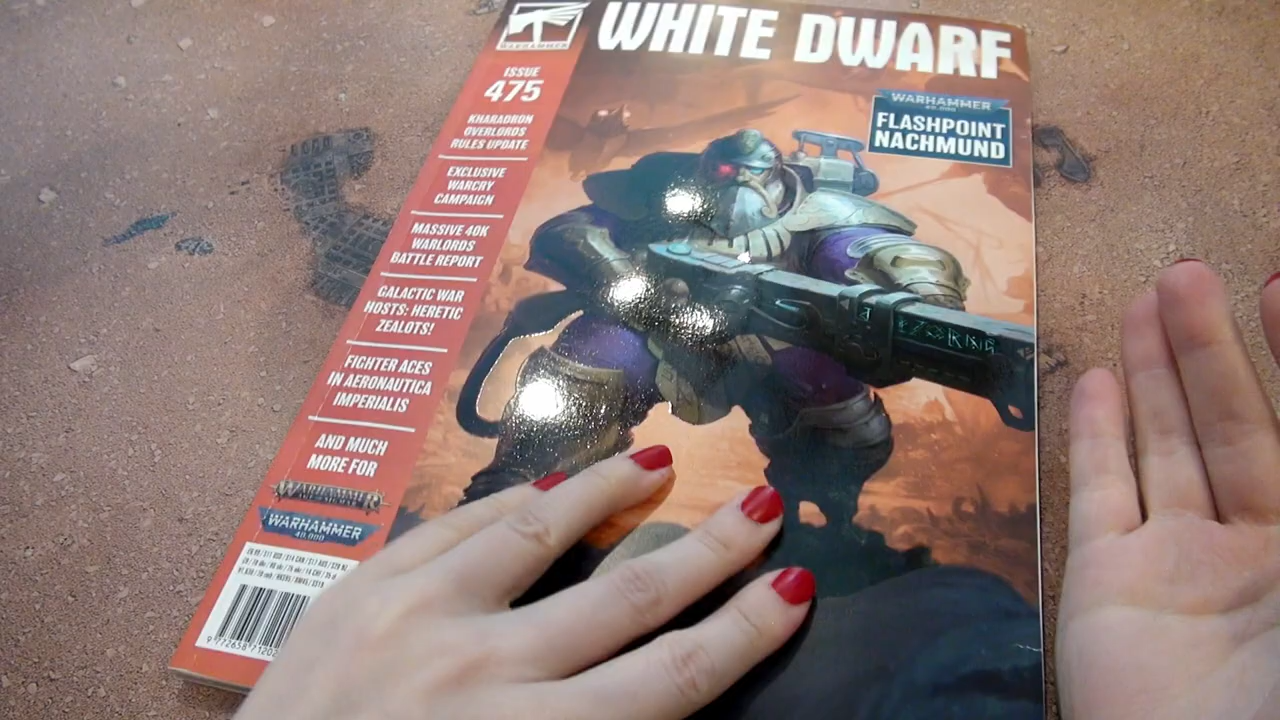 WARHAMMER
WHITE DWARF
ISSUE
475
KHARADRON
OVERLORDS
RULES UPDATE
EXCLUSIVE
WARCRY
CAMPAIGN
MASSIVE 40K
WARLORDS
BATTLE REPORT
GALACTIC WAR
HOSTS: HERETIC
ZEALOTS!
FIGHTER ACES
IN AERONAUTICA
IMPERIALIS
AND MUCH
MORE FOR
WARHAMMER
WARHAMMER
40,000
WARHAMMER
40,000
FLASHPOINT
NACHMUND